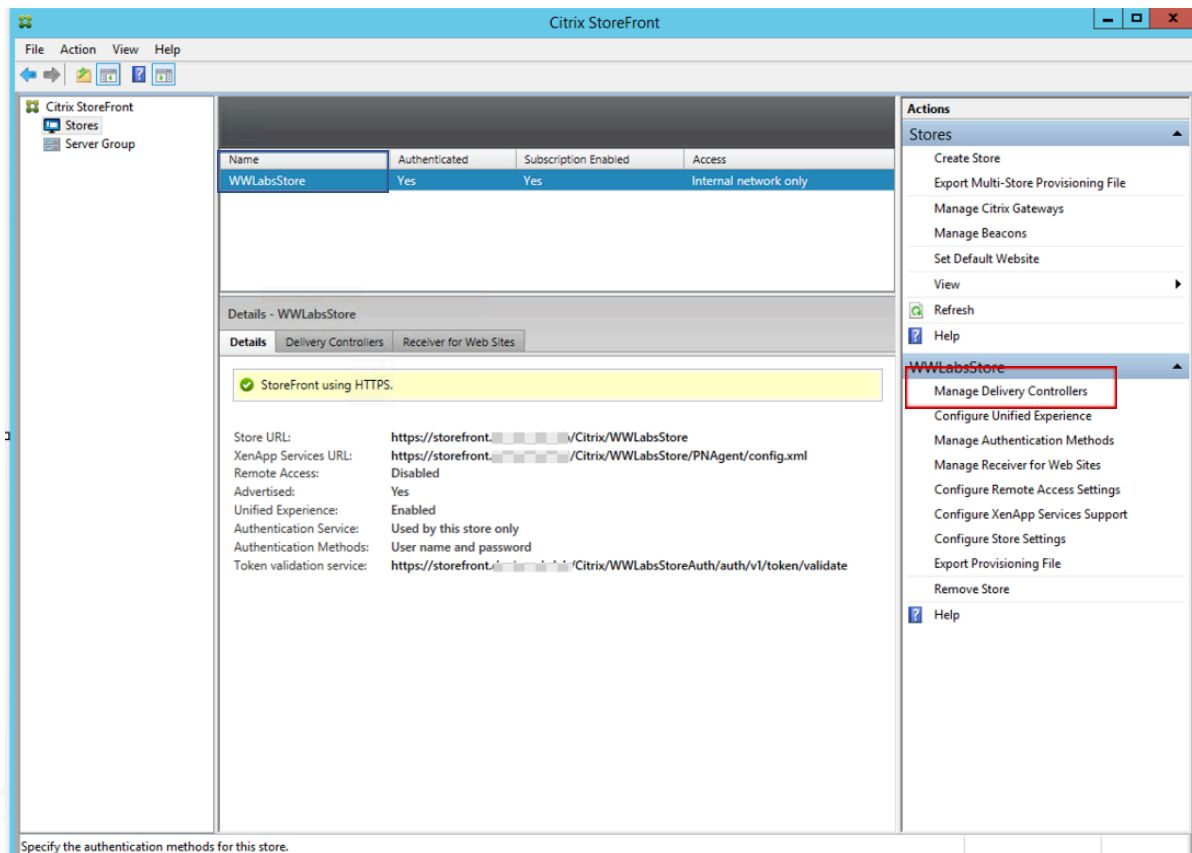 Citrix StoreFront
File Action View Help
Citrix StoreFront
Stores
Server Group
Name Authenticated Subscription Enabled Access
WWLabsStore Yes Yes Internal network only
Details - WWLabsStore
Details Delivery Controllers Receiver for Web Sites
StoreFront using HTTPS.
Store URL: https://storefront. /Citrix/WWLabsStore
XenApp Services URL: https://storefront. /Citrix/WWLabsStore/PNAgent/config.xml
Remote Access: Disabled
Advertised: Yes
Unified Experience: Enabled
Authentication Service: Used by this store only
Authentication Methods: User name and password
Token validation service: https://storefront. /Citrix/WWLabsStoreAuth/auth/v1/token/validate
Actions
Stores
Create Store
Export Multi-Store Provisioning File
Manage Citrix Gateways
Manage Beacons
Set Default Website
View
Refresh
Help
WWLabsStore
Manage Delivery Controllers
Configure Unified Experience
Manage Authentication Methods
Manage Receiver for Web Sites
Configure Remote Access Settings
Configure XenApp Services Support
Configure Store Settings
Export Provisioning File
Remove Store
Help
Specify the authentication methods for this store.